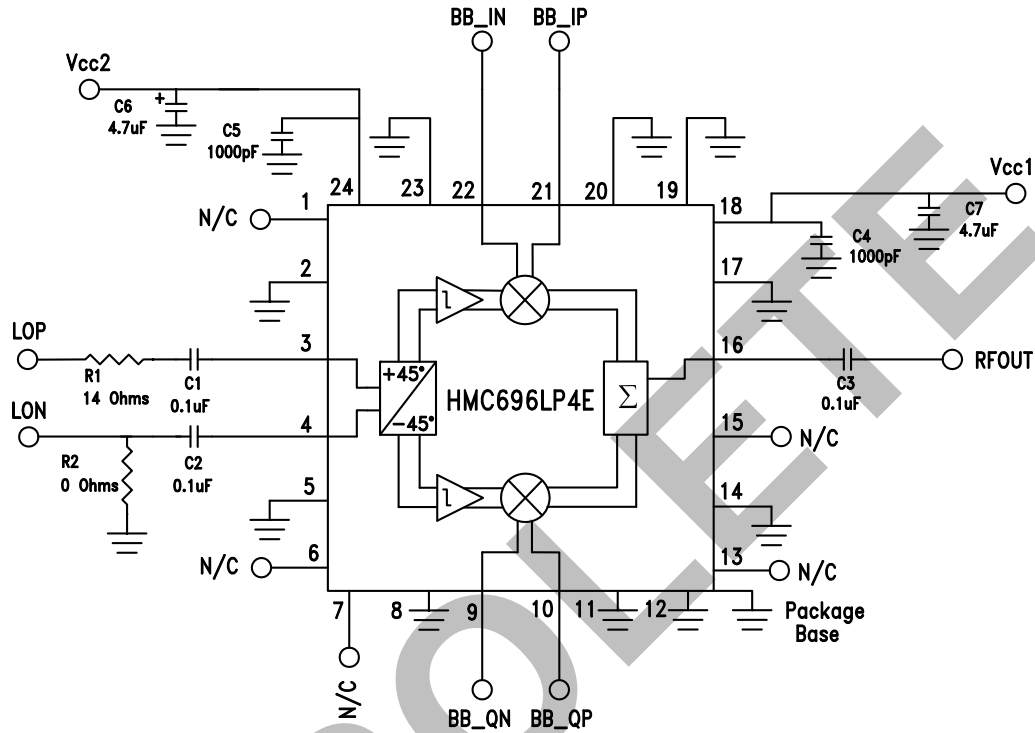 BB_IN
BB_IP
Vcc2
C6
+
4.7uF
C5
1000pF
24
23
22
21
20
19
Vcc1
C7
4.7uF
C4
1000pF
N/C
1
18
2
17
LOP
R1
14 Ohms
C1
0.1uF
3
16
C3
0.1uF
RFOUT
+45°
-45°
HMC696LP4E
Σ
LON
R2
0 Ohms
C2
0.1uF
4
15
N/C
5
14
N/C
6
13
N/C
7
8
9
10
11
12
Package
Base
N/C
BB_QN
BB_QP
OBSOLETE